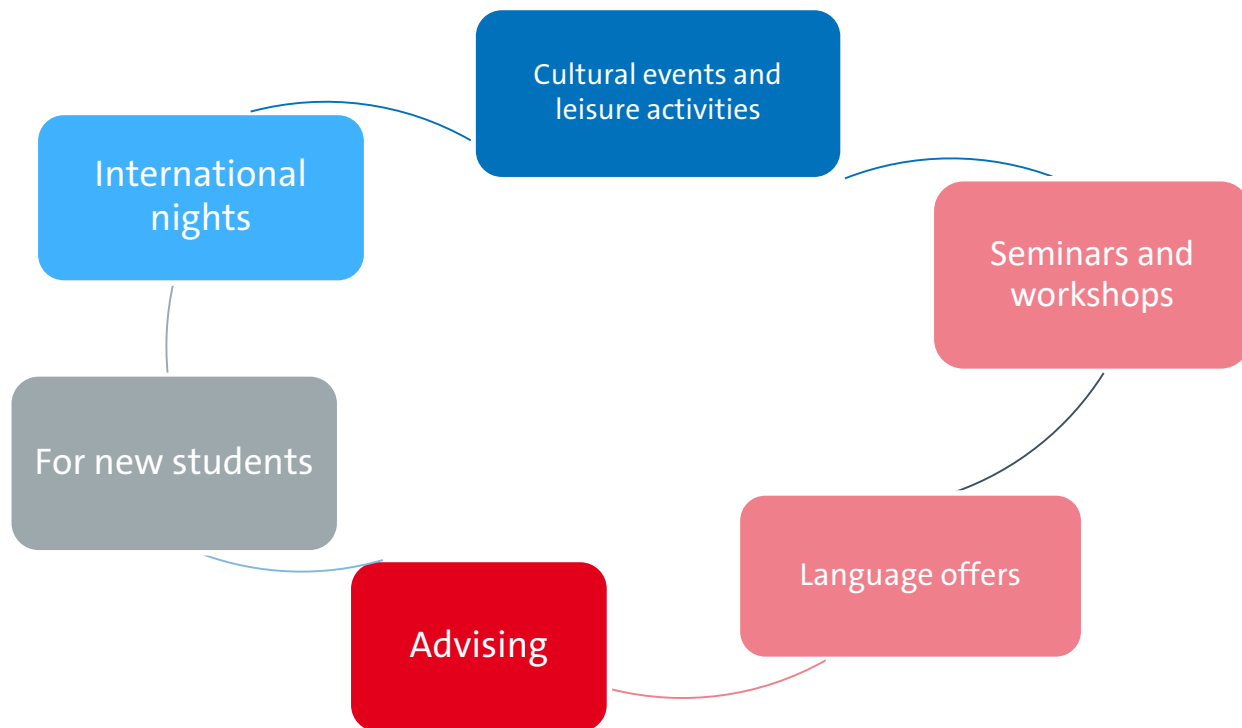 Cultural events and
leisure activities
International
nights
Seminars and
workshops
For new students
Language offers
Advising